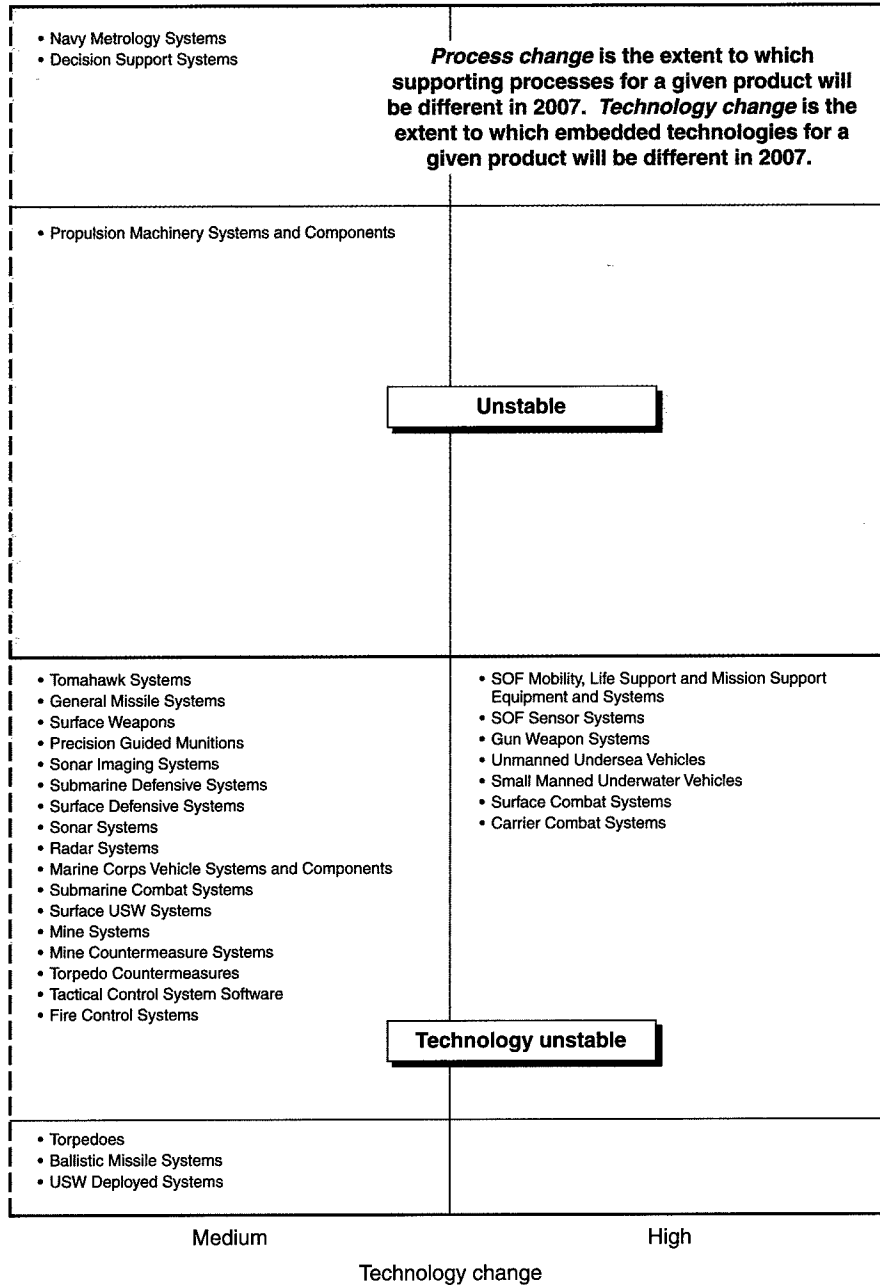 • Navy Metrology Systems
• Decision Support Systems
Process change is the extent to which
supporting processes for a given product will
be different in 2007. Technology change is the
extent to which embedded technologies for a
given product will be different in 2007.
• Propulsion Machinery Systems and Components
Unstable
• Tomahawk Systems
• General Missile Systems
• Surface Weapons
• Precision Guided Munitions
• Sonar Imaging Systems
• Submarine Defensive Systems
• Surface Defensive Systems
• Sonar Systems
• Radar Systems
• Marine Corps Vehicle Systems and Components
• Submarine Combat Systems
• Surface USW Systems
• Mine Systems
• Mine Countermeasure Systems
• Torpedo Countermeasures
• Tactical Control System Software
• Fire Control Systems
• SOF Mobility, Life Support and Mission Support
Equipment and Systems
• SOF Sensor Systems
• Gun Weapon Systems
• Unmanned Undersea Vehicles
• Small Manned Underwater Vehicles
• Surface Combat Systems
• Carrier Combat Systems
Technology unstable
• Torpedoes
• Ballistic Missile Systems
• USW Deployed Systems
Medium
High
Technology change